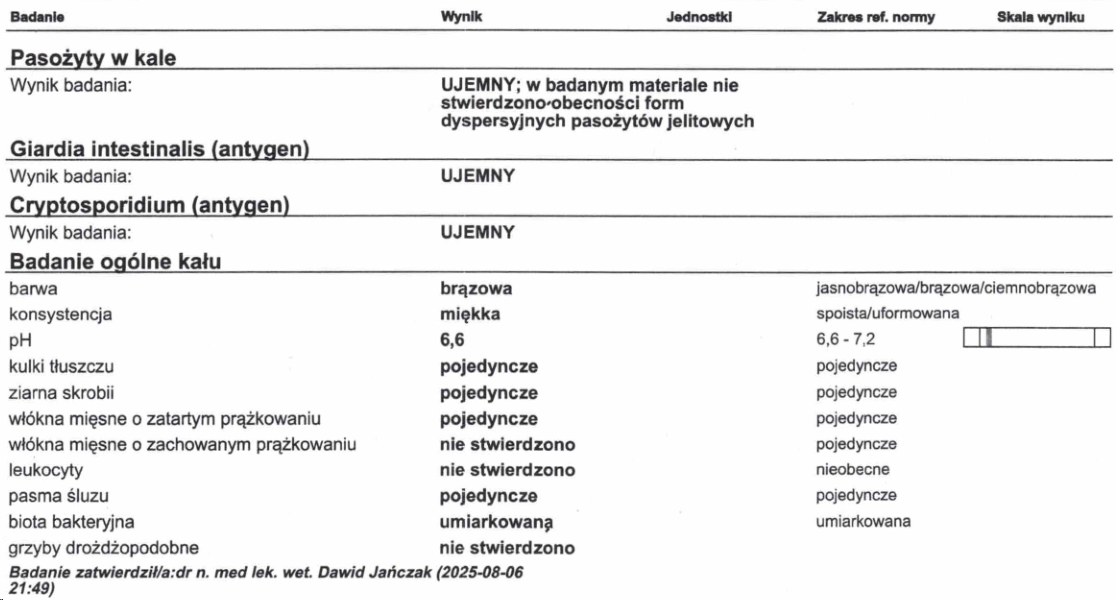 Badanie Wynik Jednostki Zakres ref. normy Skala wyniku
Pasożyty w kale
Wynik badania: UJEMNY; w badanym materiale nie
stwierdzono obecności form
dyspersyjnych pasożytów jelitowych
Giardia intestinalis (antygen)
Wynik badania: UJEMNY
Cryptosporidium (antygen)
Wynik badania: UJEMNY
Badanie ogólne kału
barwa brązowa jasnobrązowa/brązowa/ciemnobrązowa
konsystencja miękka spoista/uformowana
pH 6,6 6,6 - 7,2
kulki tłuszczu pojedyncze pojedyncze
ziarna skrobii pojedyncze pojedyncze
włókna mięsne o zatartym prążkowaniu pojedyncze pojedyncze
włókna mięsne o zachowanym prążkowaniu nie stwierdzono pojedyncze
leukocyty nie stwierdzono nieobecne
pasma śluzu pojedyncze pojedyncze
biota bakteryjna umiarkowaną umiarkowana
grzyby drożdżopodobne nie stwierdzono
Badanie zatwierdził/a:dr n. med lek. wet. Dawid Jańczak (2025-08-06
21:49)